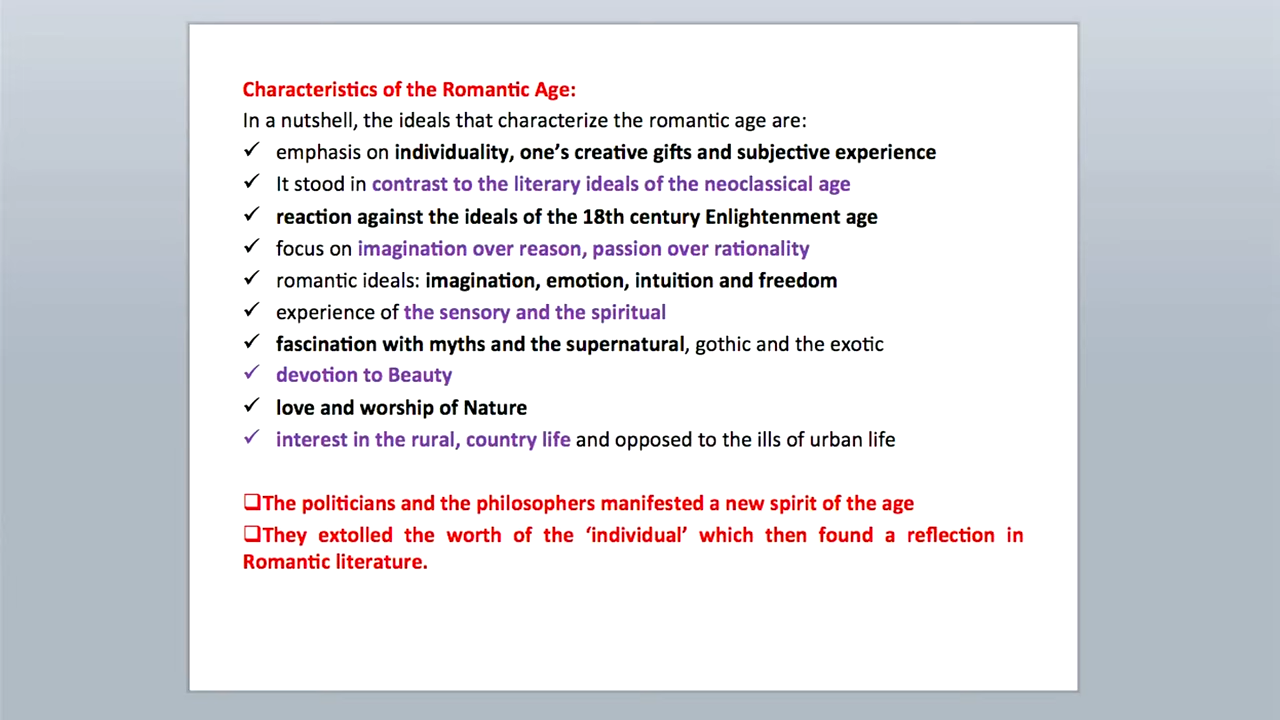 Characteristics of the Romantic Age:
In a nutshell, the ideals that characterize the romantic age are:
✓ emphasis on individuality, one’s creative gifts and subjective experience
✓ It stood in contrast to the literary ideals of the neoclassical age
✓ reaction against the ideals of the 18th century Enlightenment age
✓ focus on imagination over reason, passion over rationality
✓ romantic ideals: imagination, emotion, intuition and freedom
✓ experience of the sensory and the spiritual
✓ fascination with myths and the supernatural, gothic and the exotic
✓ devotion to Beauty
✓ love and worship of Nature
✓ interest in the rural, country life and opposed to the ills of urban life
❑The politicians and the philosophers manifested a new spirit of the age
❑They extolled the worth of the ‘individual’ which then found a reflection in
Romantic literature.